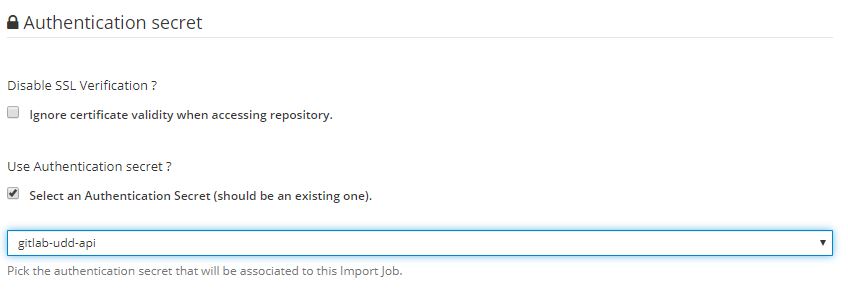 Authentication secret
Disable SSL Verification ?
Ignore certificate validity when accessing repository.
Use Authentication secret ?
Select an Authentication Secret (should be an existing one).
gitlab-udd-api
Pick the authentication secret that will be associated to this Import Job.